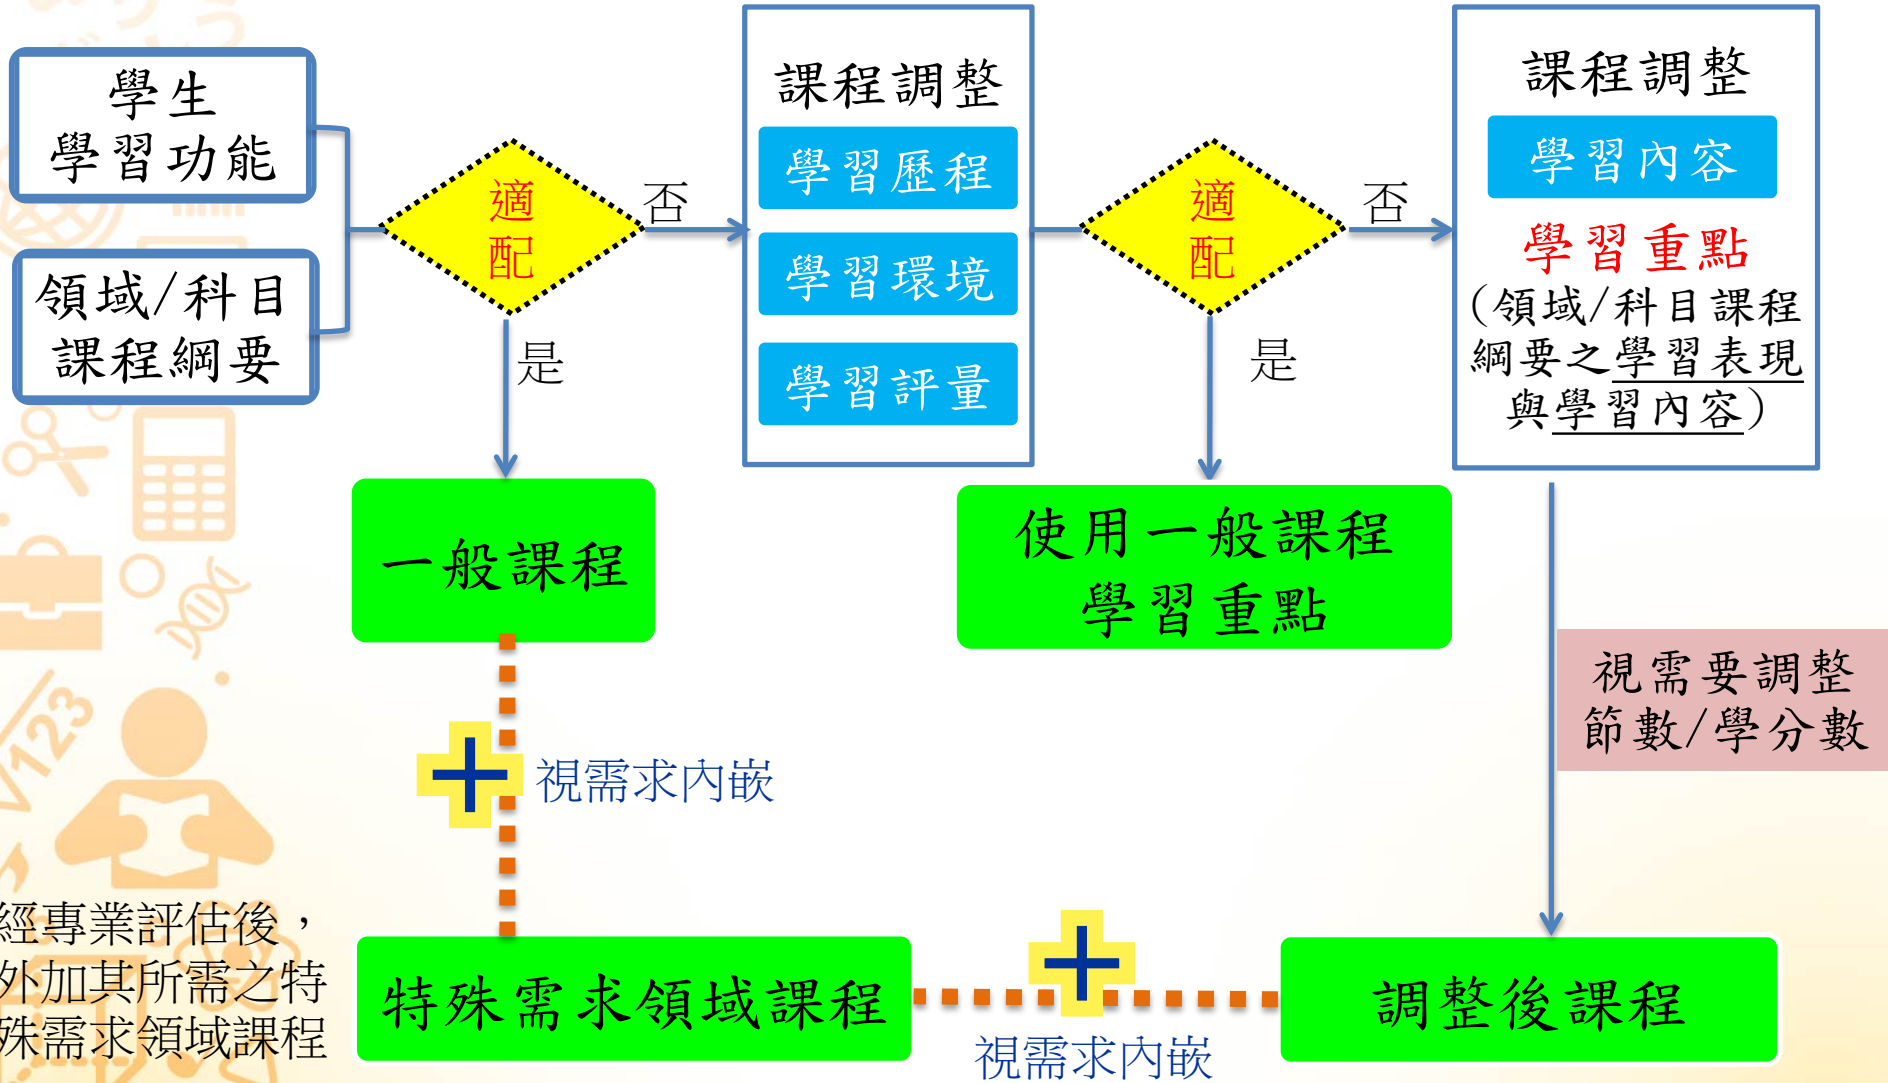 學生
學習功能
領域/科目
課程綱要
適
配
否
是
課程調整
學習歷程
學習環境
學習評量
適
配
否
是
課程調整
學習內容
學習重點
(領域/科目課程
綱要之學習表現
與學習內容)
一般課程
使用一般課程
學習重點
視需要調整
節數/學分數
視需求內嵌
經專業評估後，
外加其所需之特
殊需求領域課程
特殊需求領域課程
視需求內嵌
調整後課程
√123